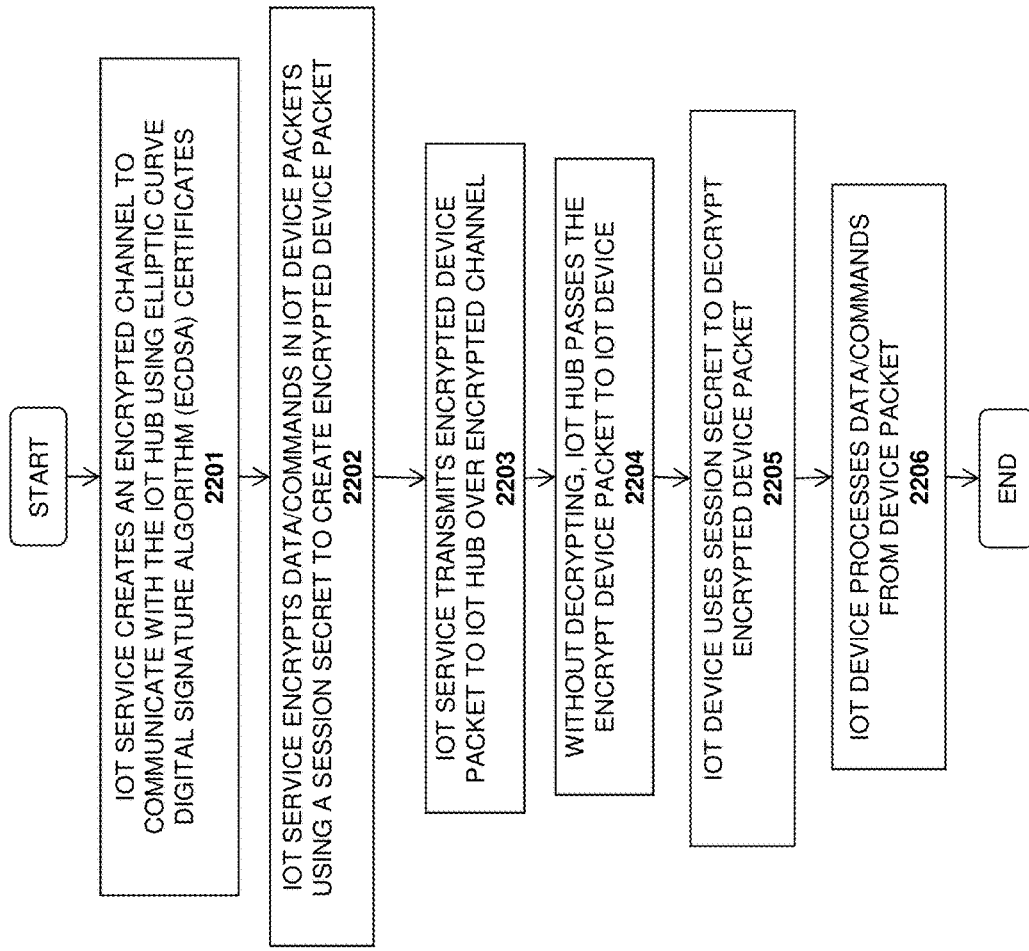 START
IOT SERVICE CREATES AN ENCRYPTED CHANNEL TO
COMMUNICATE WITH THE IOT HUB USING ELLIPTIC CURVE
DIGITAL SIGNATURE ALGORITHM (ECDSA) CERTIFICATES
2201
IOT SERVICE ENCRYPTS DATA/COMMANDS IN IOT DEVICE PACKETS
USING A SESSION SECRET TO CREATE ENCRYPTED DEVICE PACKET
2202
IOT SERVICE TRANSMITS ENCRYPTED DEVICE
PACKET TO IOT HUB OVER ENCRYPTED CHANNEL
2203
WITHOUT DECRYPTING, IOT HUB PASSES THE
ENCRYPT DEVICE PACKET TO IOT DEVICE
2204
IOT DEVICE USES SESSION SECRET TO DECRYPT
ENCRYPTED DEVICE PACKET
2205
IOT DEVICE PROCESSES DATA/COMMANDS
FROM DEVICE PACKET
2206
END